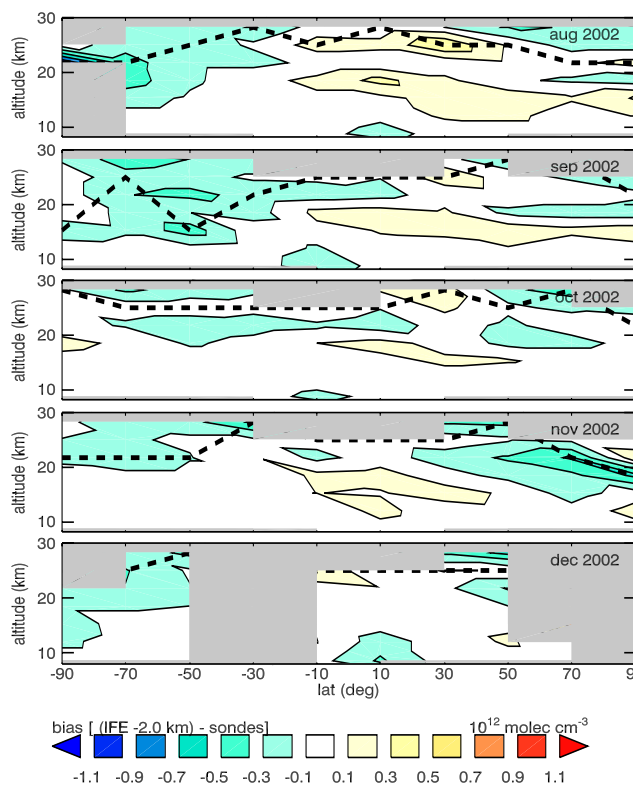 30
aug 2002
altitude (km)
20
10
30
sep 2002
altitude (km)
20
10
30
oct 2002
altitude (km)
20
10
30
nov 2002
altitude (km)
20
10
30
dec 2002
altitude (km)
20
10
-90 -70 -50 -30 -10 10 30 50 70 90
lat (deg)
bias [ (IFE -2.0 km) - sondes] 10^12 molec cm^-3
-1.1 -0.9 -0.7 -0.5 -0.3 -0.1 0.1 0.3 0.5 0.7 0.9 1.1